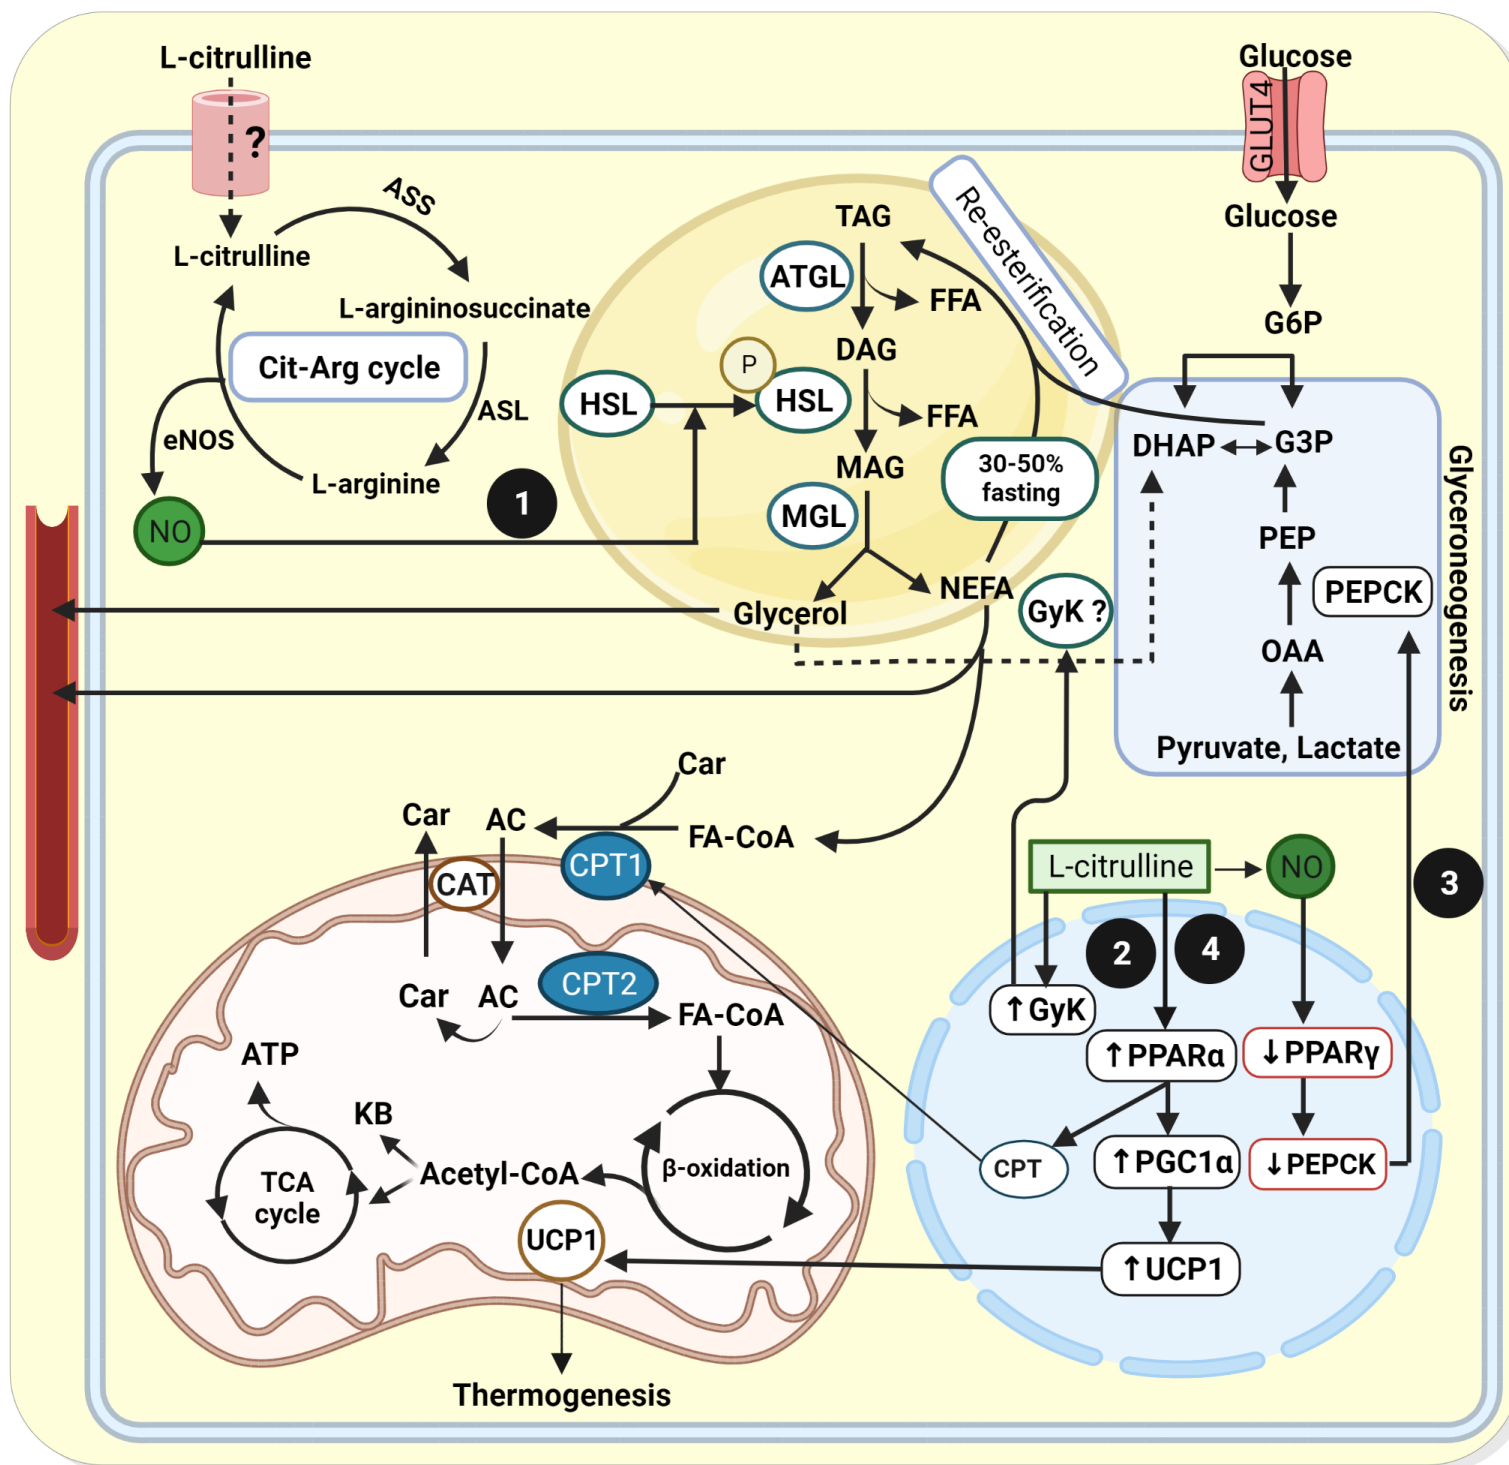 L-citrulline
?
L-citrulline
ASS
L-argininosuccinate
Cit-Arg cycle
ASL
eNOS
L-arginine
NO
1
TAG
ATGL
FFA
DAG
P
HSL
HSL
FFA
MAG
MGL
30-50%
fasting
Glycerol
NEFA
Re-esterification
Glucose
GLUT4
Glucose
G6P
DHAP
G3P
PEP
PEPCK
OAA
Pyruvate, Lactate
Glyceroneogenesis
GyK ?
Car
Car
AC
FA-CoA
CPT1
CAT
Car
AC
CPT2
FA-CoA
ATP
KB
TCA
cycle
Acetyl-CoA
β-oxidation
UCP1
Thermogenesis
L-citrulline
NO
3
2
4
↑GyK
↑PPARα
↓PPARγ
CPT
↑PGC1α
↓PEPCK
↑UCP1